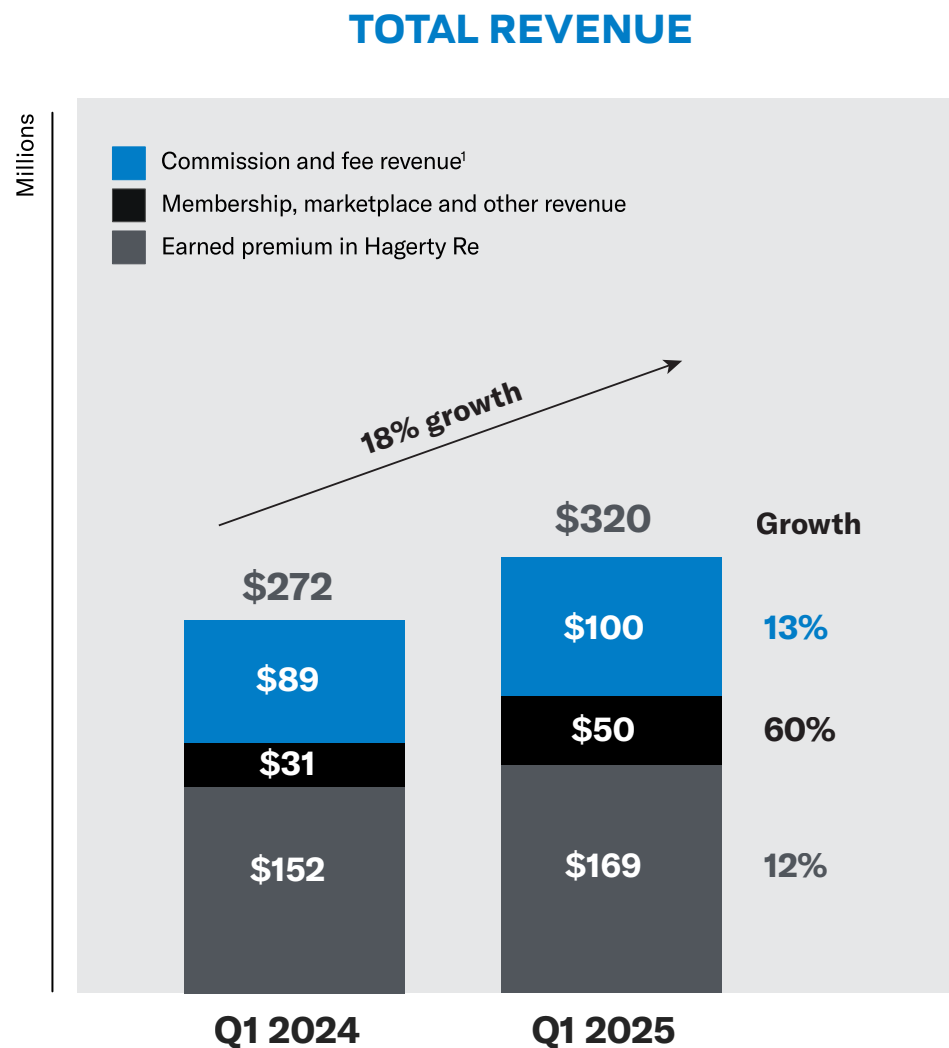 TOTAL REVENUE
Millions
Commission and fee revenue¹
Membership, marketplace and other revenue
Earned premium in Hagerty Re
18% growth
$320
Growth
$272
$100
13%
$89
$50
60%
$31
$152
$169
12%
Q1 2024
Q1 2025